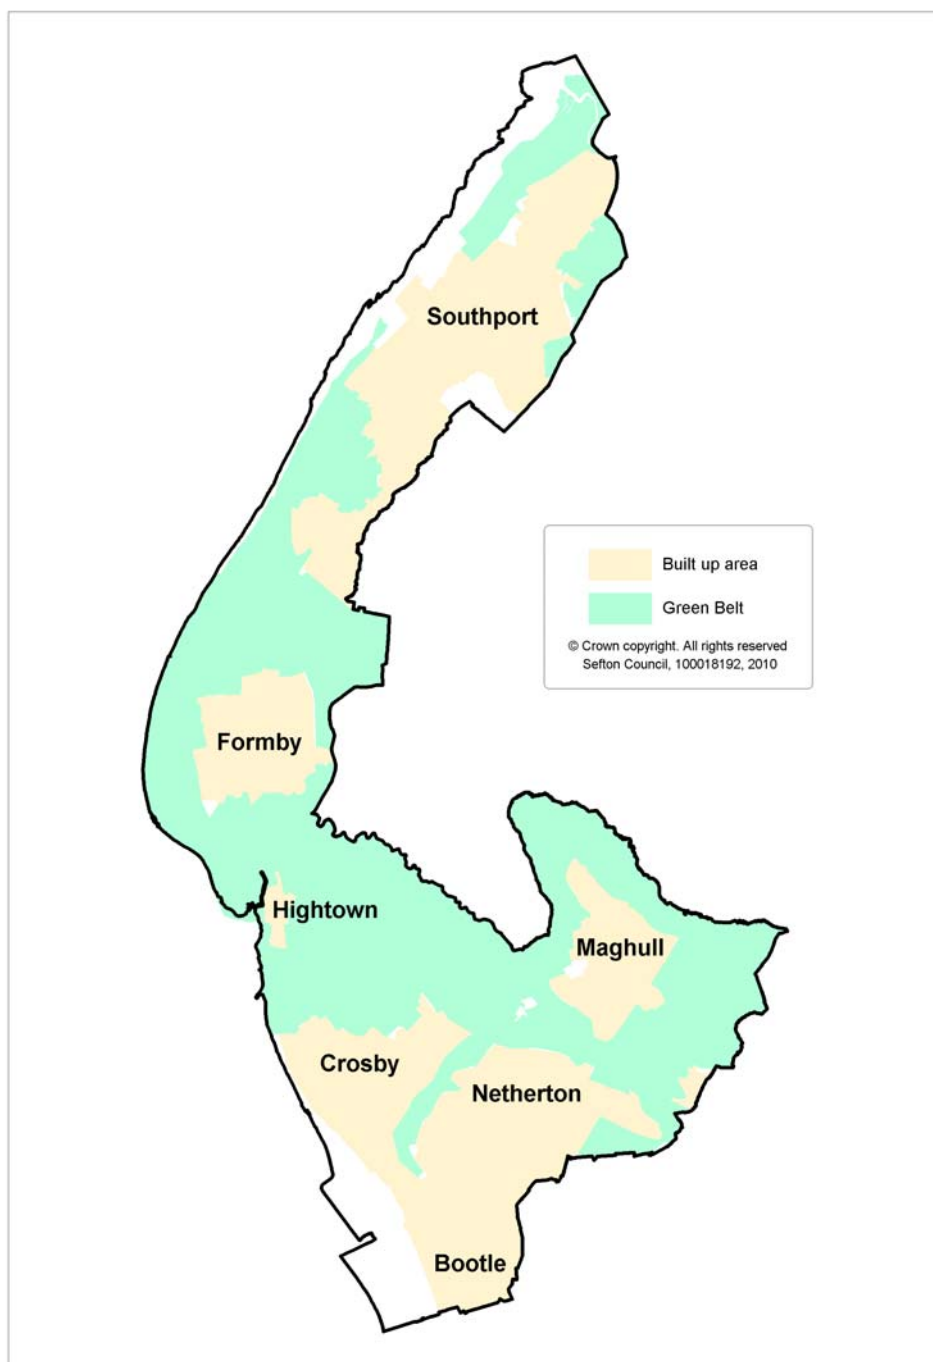 Southport
Built up area
Green Belt
© Crown copyright. All rights reserved
Sefton Council, 100018192, 2010
Formby
Hightown
Maghull
Crosby
Netherton
Bootle